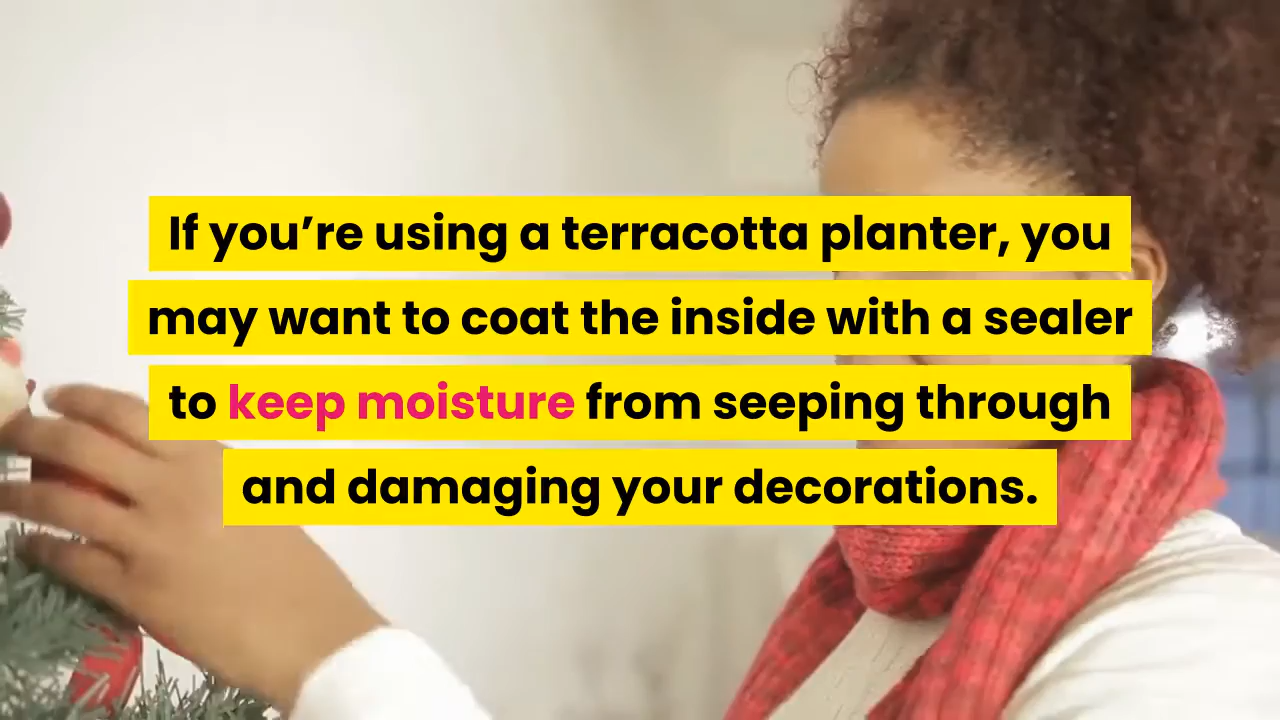 If you’re using a terracotta planter, you
may want to coat the inside with a sealer
to keep moisture from seeping through
and damaging your decorations.